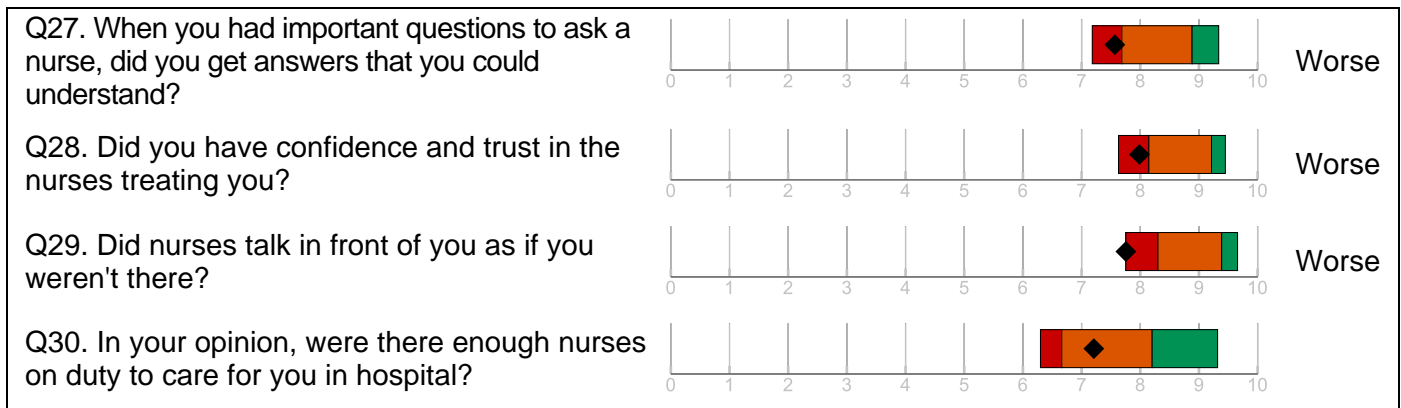 Q27. When you had important questions to ask a
nurse, did you get answers that you could
understand?
0 1 2 3 4 5 6 7 8 9 10
Worse
Q28. Did you have confidence and trust in the
nurses treating you?
0 1 2 3 4 5 6 7 8 9 10
Worse
Q29. Did nurses talk in front of you as if you
weren't there?
0 1 2 3 4 5 6 7 8 9 10
Worse
Q30. In your opinion, were there enough nurses
on duty to care for you in hospital?
0 1 2 3 4 5 6 7 8 9 10